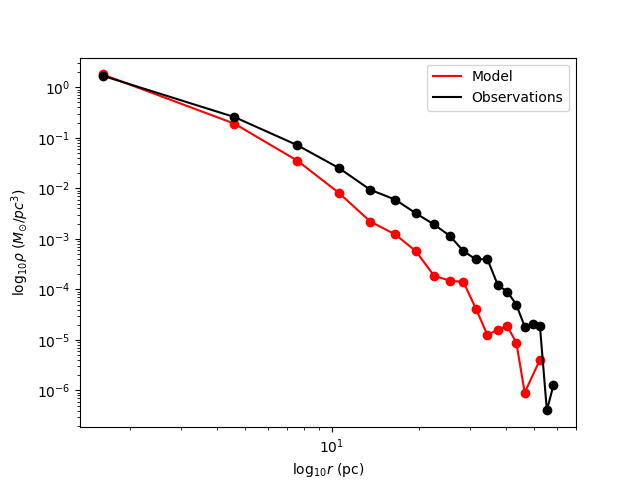 Model
Observations
10⁰
10⁻¹
10⁻²
10⁻³
10⁻⁴
10⁻⁵
10⁻⁶
log₁₀ρ (M⊙/pc³)
10¹
log₁₀r (pc)